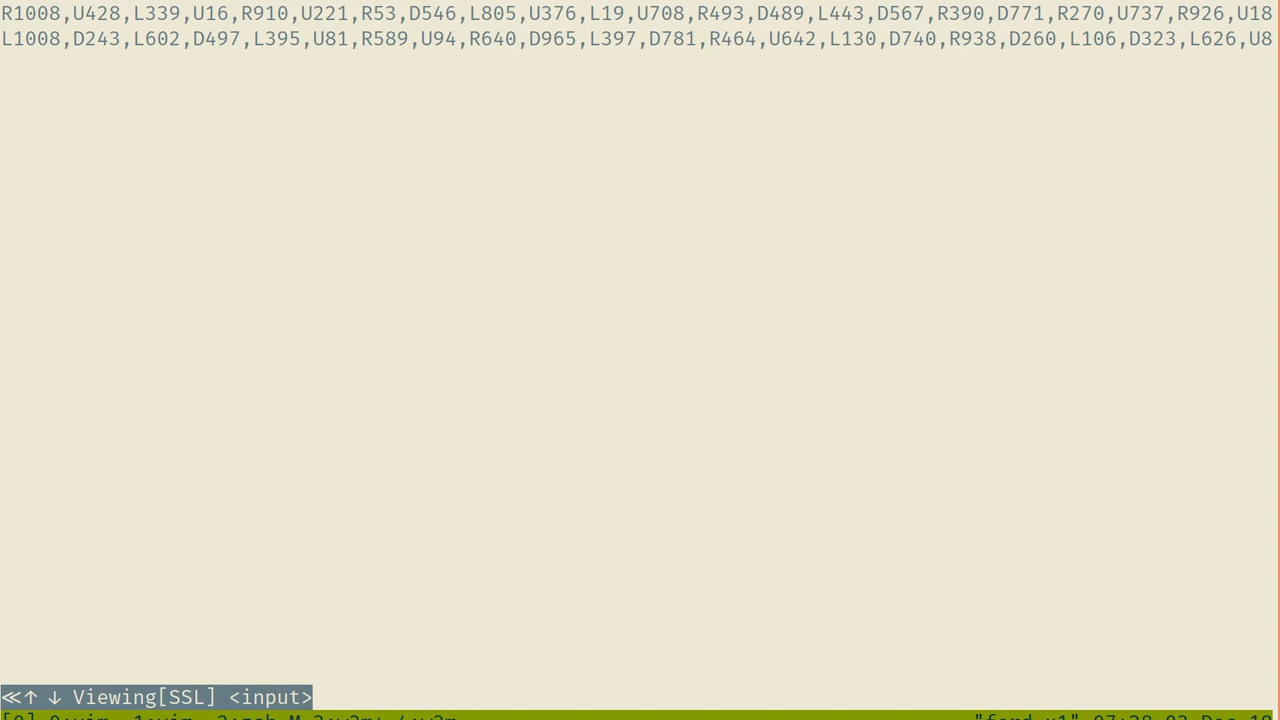 R1008,U428,L339,U16,R910,U221,R53,D546,L805,U376,L19,U708,R493,D489,L443,D567,R390,D771,R270,U737,R926,U18
L1008,D243,L602,D497,L395,U81,R589,U94,R640,D965,L397,D781,R464,U642,L130,D740,R938,D260,L106,D323,L626,U8
≪↑ ↓ Viewing[SSL] <input>